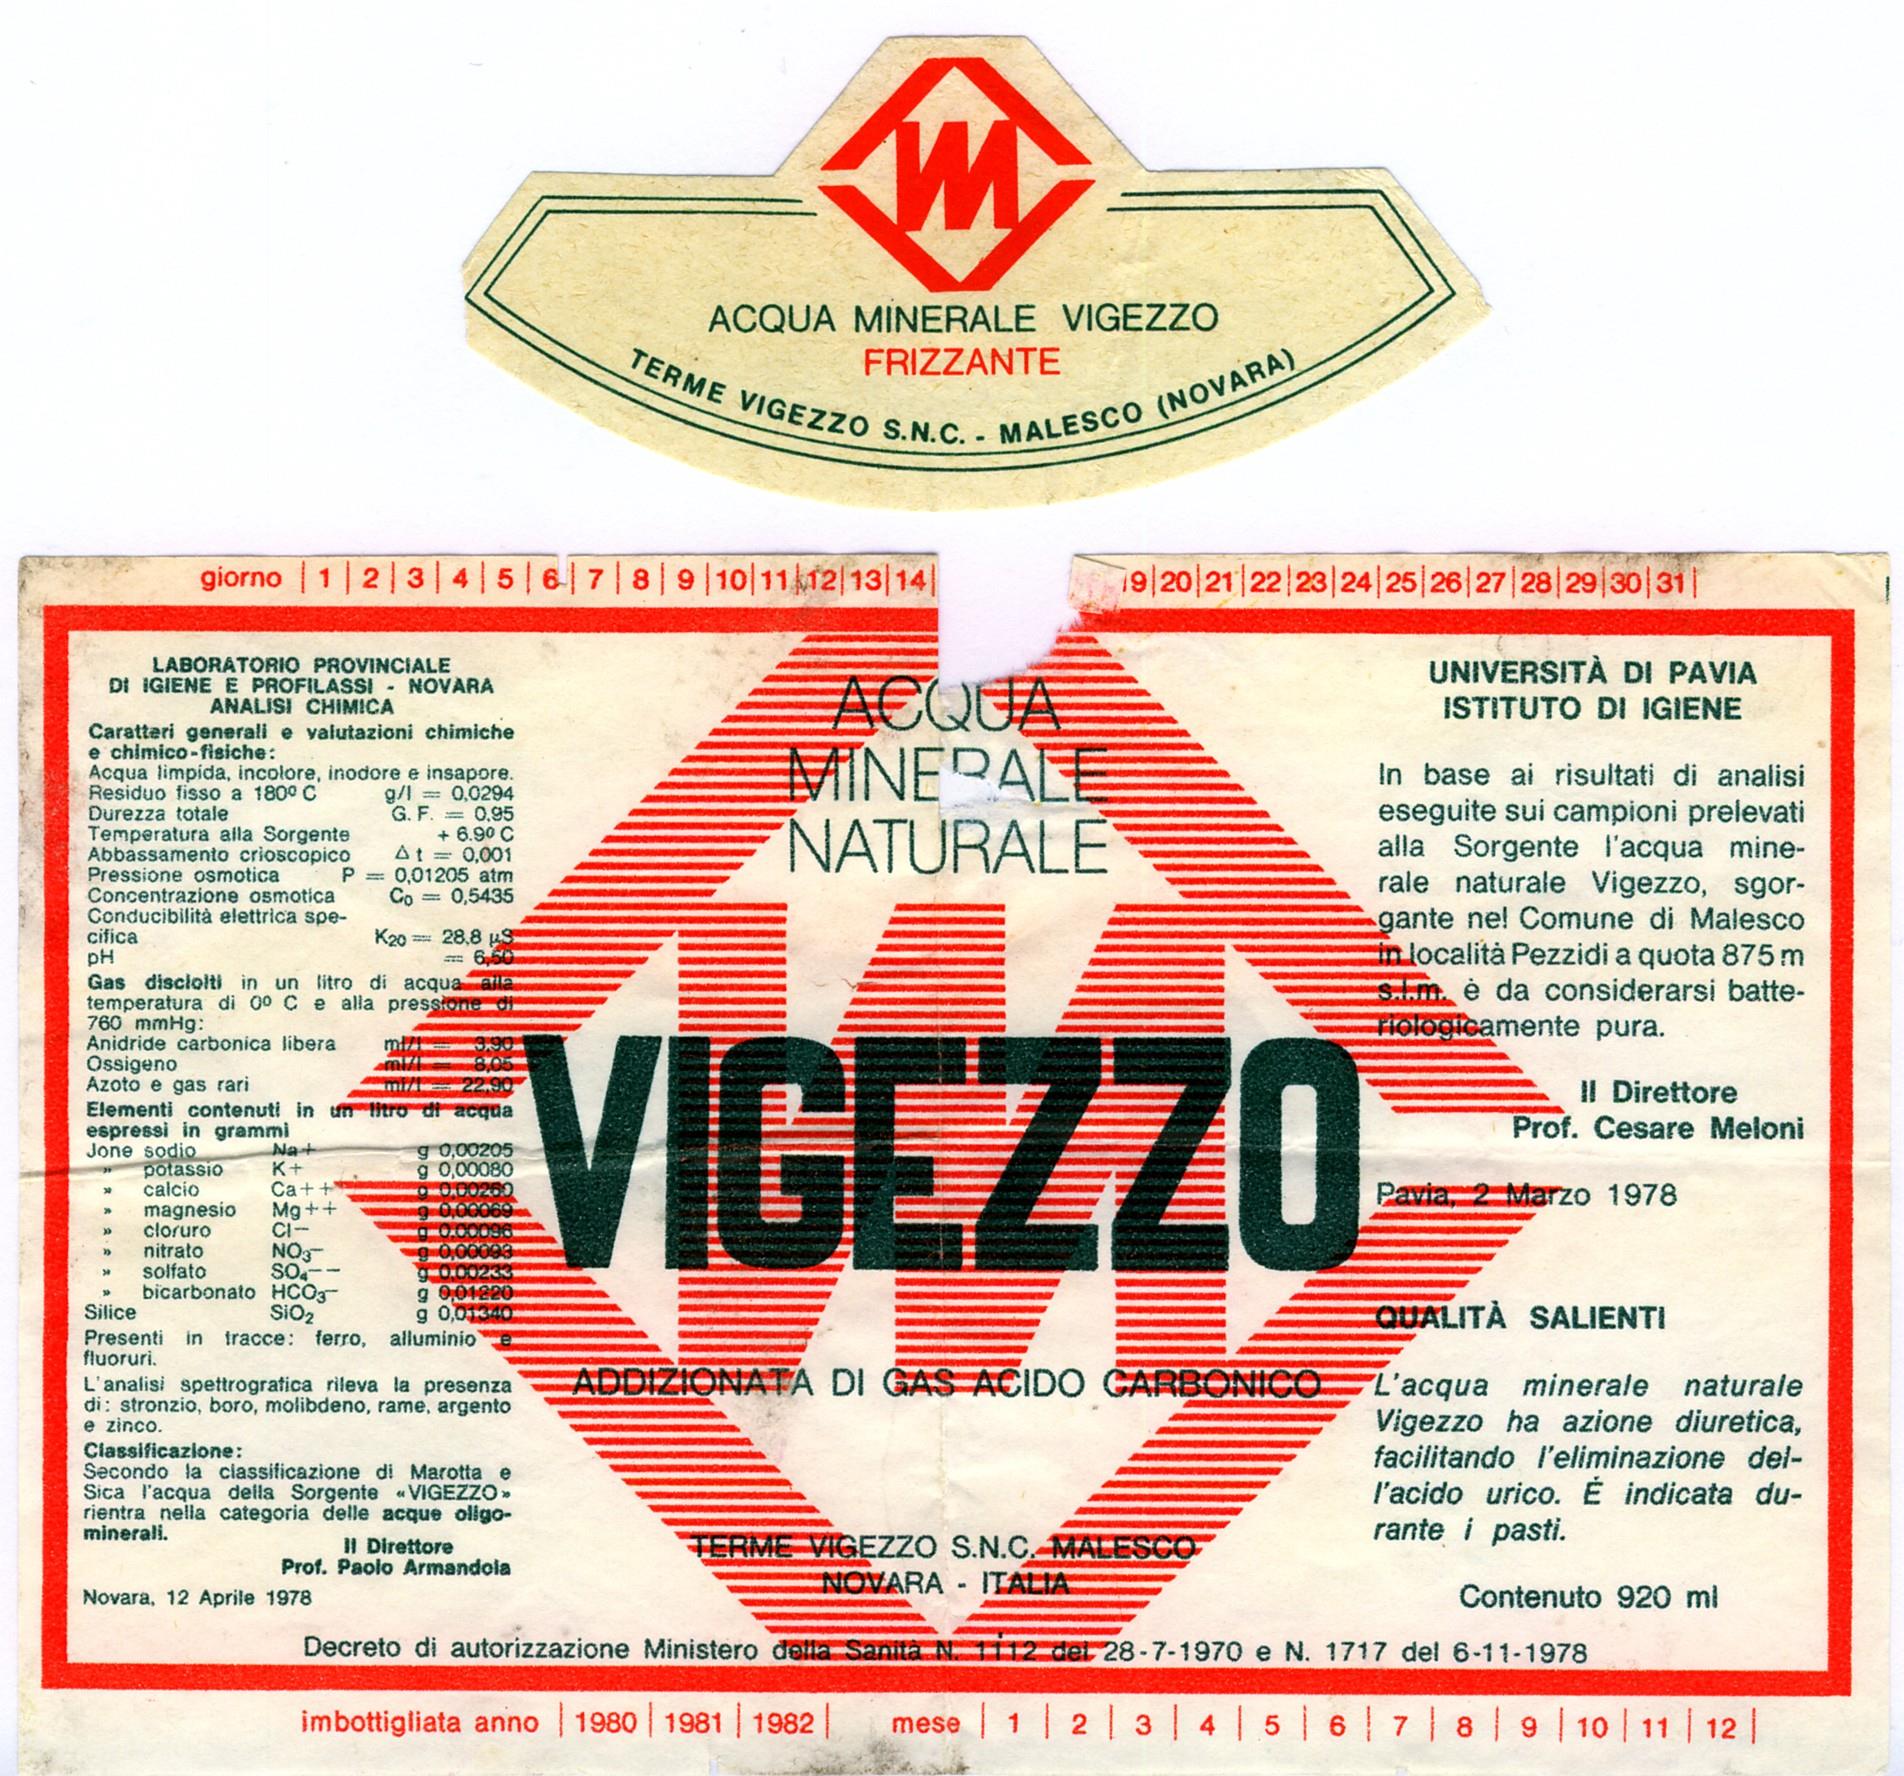 M
ACQUA MINERALE VIGEZZO
FRIZZANTE
TERME VIGEZZO S.N.C. - MALESCO (NOVARA)
giorno | 1 | 2 | 3 | 4 | 5 | 6 | 7 | 8 | 9 | 10 | 11 | 12 | 13 | 14 | 19 | 20 | 21 | 22 | 23 | 24 | 25 | 26 | 27 | 28 | 29 | 30 | 31 |
LABORATORIO PROVINCIALE
DI IGIENE E PROFILASSI - NOVARA
ANALISI CHIMICA
Caratteri generali e valutazioni chimiche
e chimico-fisiche:
Acqua limpida, incolore, inodore e insapore.
Residuo fisso a 180º C g/l = 0,0294
Durezza totale G. F. = 0,95
Temperatura alla Sorgente + 6.9º C
Abbassamento crioscopico Δ t = 0,001
Pressione osmotica P = 0,01205 atm
Concentrazione osmotica C₀ = 0,5435
Conducibilità elettrica spe-
cifica K₂₀ = 28,8 µS
pH = 6,50
Gas disciolti in un litro di acqua alla
temperatura di 0º C e alla pressione di
760 mmHg:
Anidride carbonica libera ml/l = 3,90
Ossigeno ml/l = 8,05
Azoto e gas rari ml/l = 22,90
Elementi contenuti in un litro di acqua
espressi in grammi
Jone sodio Na+ g 0,00205
» potassio K+ g 0,00080
» calcio Ca++ g 0,00260
» magnesio Mg++ g 0,00069
» cloruro Cl− g 0,00096
» nitrato NO₃− g 0,00093
» solfato SO₄−− g 0,00233
» bicarbonato HCO₃− g 0,01220
Silice SiO₂ g 0,01340
Presenti in tracce: ferro, alluminio e
fluoruri.
L'analisi spettrografica rileva la presenza
di: stronzio, boro, molibdeno, rame, argento
e zinco.
Classificazione:
Secondo la classificazione di Marotta e
Sica l'acqua della Sorgente «VIGEZZO»
rientra nella categoria delle acque oligo-
minerali.
Il Direttore
Prof. Paolo Armandola
Novara, 12 Aprile 1978
ACQUA
MINERALE
NATURALE
VIGEZZO
ADDIZIONATA DI GAS ACIDO CARBONICO
TERME VIGEZZO S.N.C. MALESCO
NOVARA - ITALIA
UNIVERSITÀ DI PAVIA
ISTITUTO DI IGIENE
In base ai risultati di analisi
eseguite sui campioni prelevati
alla Sorgente l'acqua mine-
rale naturale Vigezzo, sgor-
gante nel Comune di Malesco
in località Pezzidi a quota 875 m
s.l.m. è da considerarsi batte-
riologicamente pura.
Il Direttore
Prof. Cesare Meloni
Pavia, 2 Marzo 1978
QUALITÀ SALIENTI
L'acqua minerale naturale
Vigezzo ha azione diuretica,
facilitando l'eliminazione del-
l'acido urico. É indicata du-
rante i pasti.
Contenuto 920 ml
Decreto di autorizzazione Ministero della Sanità N. 1112 del 28-7-1970 e N. 1717 del 6-11-1978
imbottigliata anno | 1980 | 1981 | 1982 | mese | 1 | 2 | 3 | 4 | 5 | 6 | 7 | 8 | 9 | 10 | 11 | 12 |